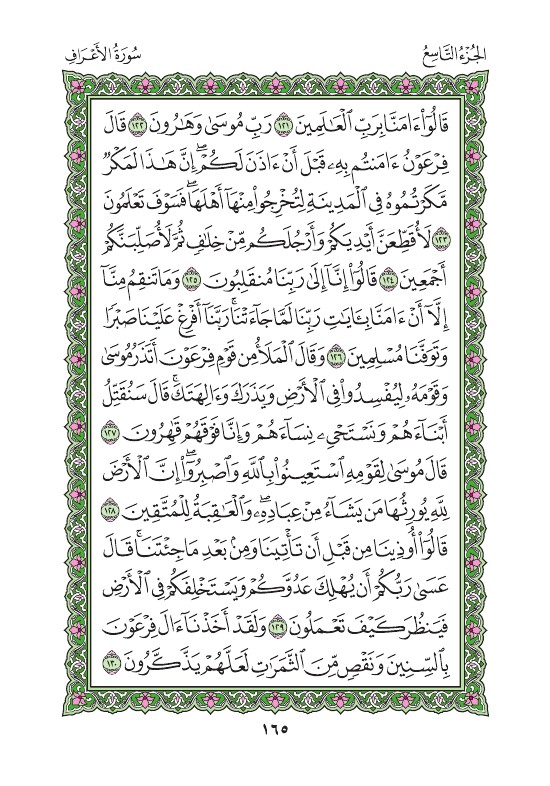 الجُزْءُ التَّاسِعُ
سُورَةُ الأَعْرَافِ
قَالُوٓا۟ ءَامَنَّا بِرَبِّ ٱلْعَٰلَمِينَ ١٢١ رَبِّ مُوسَىٰ وَهَٰرُونَ ١٢٢ قَالَ
فِرْعَوْنُ ءَامَنتُم بِهِۦ قَبْلَ أَنْ ءَاذَنَ لَكُمْ ۖ إِنَّ هَٰذَا لَمَكْرٌ
مَّكَرْتُمُوهُ فِى ٱلْمَدِينَةِ لِتُخْرِجُوا۟ مِنْهَآ أَهْلَهَا ۖ فَسَوْفَ تَعْلَمُونَ
١٢٣ لَأُقَطِّعَنَّ أَيْدِيَكُمْ وَأَرْجُلَكُم مِّنْ خِلَٰفٍ ثُمَّ لَأُصَلِّبَنَّكُمْ
أَجْمَعِينَ ١٢٤ قَالُوٓا۟ إِنَّآ إِلَىٰ رَبِّنَا مُنقَلِبُونَ ١٢٥ وَمَا تَنقِمُ مِنَّآ
إِلَّآ أَنْ ءَامَنَّا بِـَٔايَٰتِ رَبِّنَا لَمَّا جَآءَتْنَا ۚ رَبَّنَآ أَفْرِغْ عَلَيْنَا صَبْرًا
وَتَوَفَّنَا مُسْلِمِينَ ١٢٦ وَقَالَ ٱلْمَلَأُ مِن قَوْمِ فِرْعَوْنَ أَتَذَرُ مُوسَىٰ
وَقَوْمَهُۥ لِيُفْسِدُوا۟ فِى ٱلْأَرْضِ وَيَذَرَكَ وَءَالِهَتَكَ ۚ قَالَ سَنُقَتِّلُ
أَبْنَآءَهُمْ وَنَسْتَحْىِۦ نِسَآءَهُمْ وَإِنَّا فَوْقَهُمْ قَٰهِرُونَ ١٢٧
قَالَ مُوسَىٰ لِقَوْمِهِ ٱسْتَعِينُوا۟ بِٱللَّهِ وَٱصْبِرُوٓا۟ ۖ إِنَّ ٱلْأَرْضَ
لِلَّهِ يُورِثُهَا مَن يَشَآءُ مِنْ عِبَادِهِۦ ۖ وَٱلْعَٰقِبَةُ لِلْمُتَّقِينَ ١٢٨
قَالُوٓا۟ أُوذِينَا مِن قَبْلِ أَن تَأْتِيَنَا وَمِنۢ بَعْدِ مَا جِئْتَنَا ۚ قَالَ
عَسَىٰ رَبُّكُمْ أَن يُهْلِكَ عَدُوَّكُمْ وَيَسْتَخْلِفَكُمْ فِى ٱلْأَرْضِ
فَيَنظُرَ كَيْفَ تَعْمَلُونَ ١٢٩ وَلَقَدْ أَخَذْنَآ ءَالَ فِرْعَوْنَ
بِٱلسِّنِينَ وَنَقْصٍ مِّنَ ٱلثَّمَرَٰتِ لَعَلَّهُمْ يَذَّكَّرُونَ ١٣٠
١٦٥